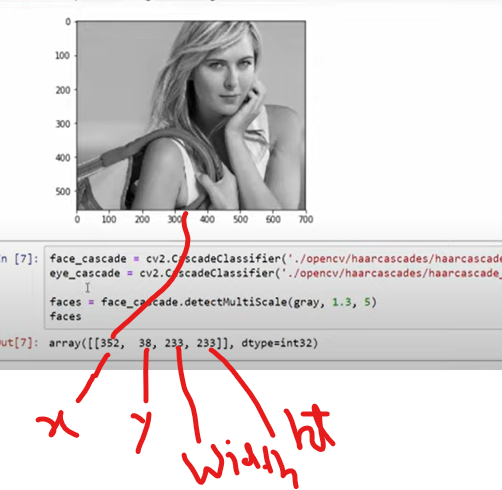 0
100
200
300
400
500
0 100 200 300 400 500 600 700
n [7]: face_cascade = cv2.CascadeClassifier('./opencv/haarcascades/haarcascade
eye_cascade = cv2.CascadeClassifier('./opencv/haarcascades/haarcascade_
faces = face_cascade.detectMultiScale(gray, 1.3, 5)
faces
ut[7]: array([[352, 38, 233, 233]], dtype=int32)
x y width ht